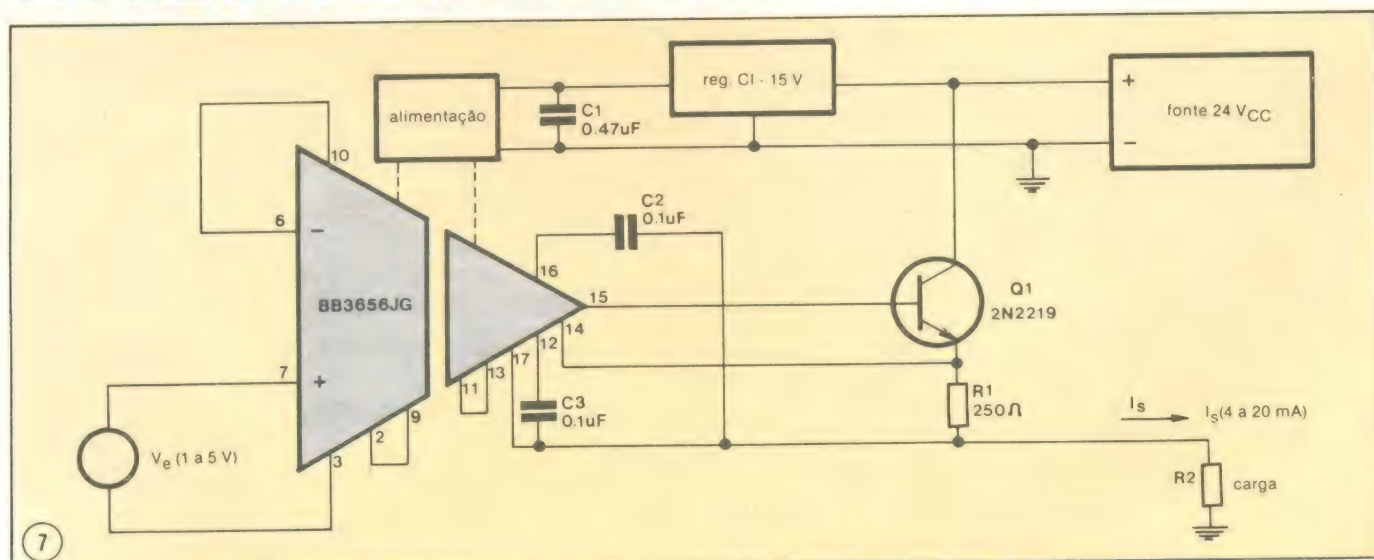 alimentação
C1
0.47uF
reg. CI - 15 V
+
−
fonte 24 VCC
10
6
−
BB3656JG
7
+
9
2
3
Ve (1 a 5 V)
C2
0.1uF
16
15
14
12
17
13
11
C3
0.1uF
Q1
2N2219
R1
250Ω
Is
Is(4 a 20 mA)
R2
carga
7